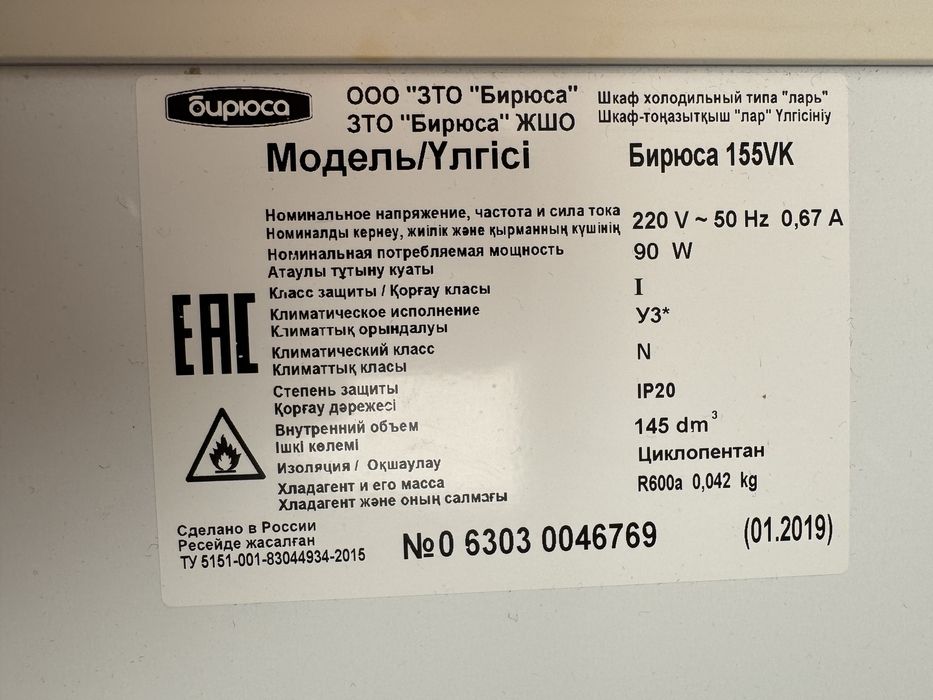 бирюса
ООО "ЗТО "Бирюса"
ЗТО "Бирюса" ЖШО
Шкаф холодильный типа "ларь"
Шкаф-тоңазытқыш "лар" Үлгісініу
Модель/Үлгісі Бирюса 155VK
Номинальное напряжение, частота и сила тока 220 V ~ 50 Hz 0,67 A
Номиналды кернеу, жиілік және қырманның күшінің
Номинальная потребляемая мощность 90 W
Атаулы тұтыну куаты
Класс защиты / Қорғау класы I
Климатическое исполнение У3*
Климаттық орындалуы
Климатический класс N
Климаттық класы
Степень защиты IP20
Қорғау дәрежесі
Внутренний объем 145 dm³
Ішкі көлемі
Изоляция / Оқшаулау Циклопентан
Хладагент и его масса R600a 0,042 kg
Хладагент және оның салмағы
EAC
Сделано в России
Ресейде жасалған
ТУ 5151-001-83044934-2015
№0 6303 0046769 (01.2019)